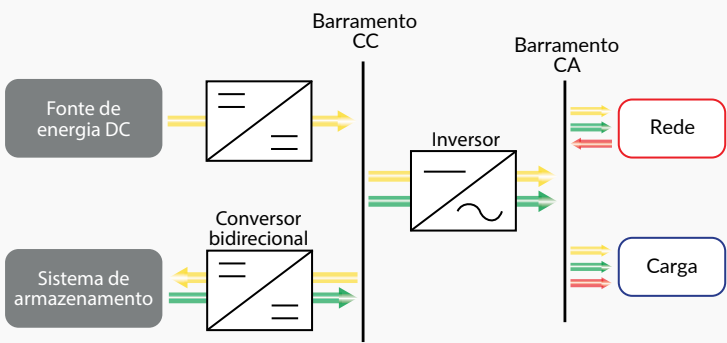 Barramento
CC
Barramento
CA
Fonte de
energia DC
Rede
Inversor
Conversor
bidirecional
Sistema de
armazenamento
Carga